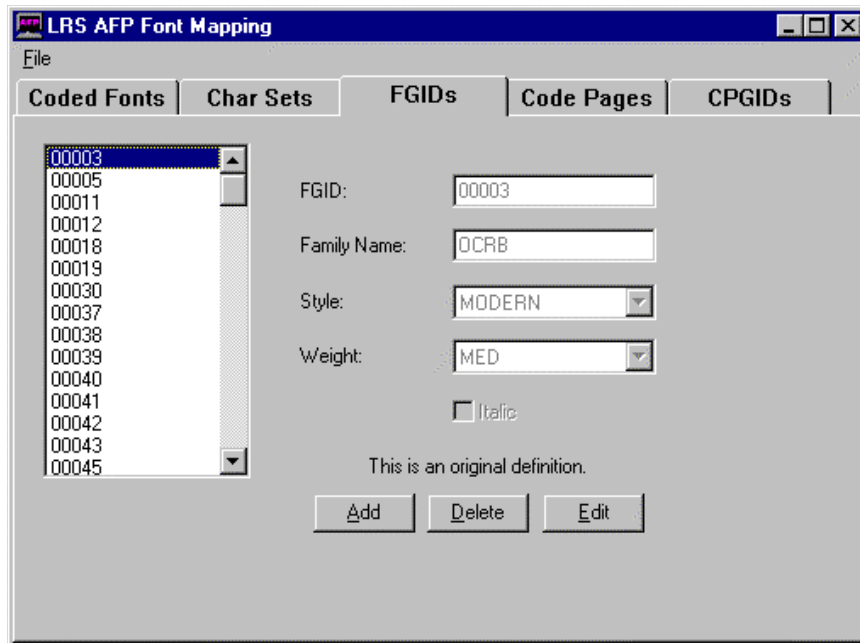 LRS AFP Font Mapping
File
Coded Fonts Char Sets FGIDs Code Pages CPGIDs
00003
00005
00011
00012
00018
00019
00030
00037
00038
00039
00040
00041
00042
00043
00045
FGID: 00003
Family Name: OCRB
Style: MODERN
Weight: MED
Italic
This is an original definition.
Add Delete Edit